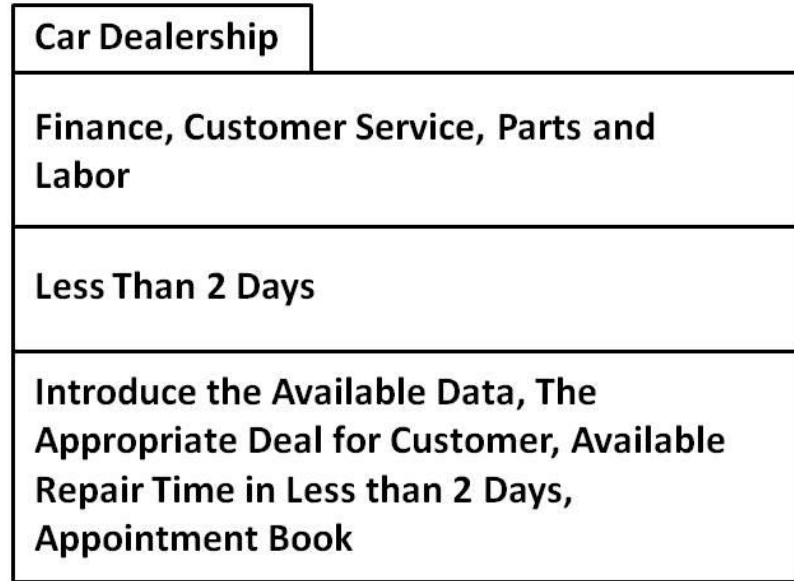 Car Dealership
Finance, Customer Service, Parts and
Labor
Less Than 2 Days
Introduce the Available Data, The
Appropriate Deal for Customer, Available
Repair Time in Less than 2 Days,
Appointment Book